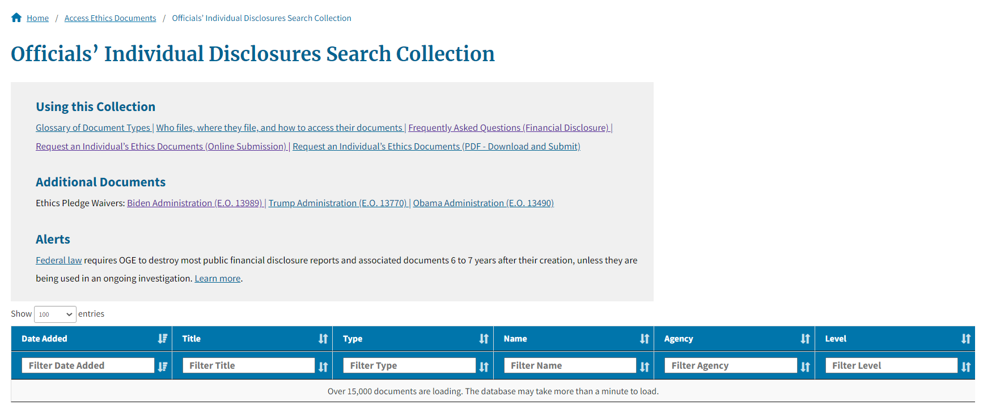 Home / Access Ethics Documents / Officials’ Individual Disclosures Search Collection
Officials’ Individual Disclosures Search Collection
Using this Collection
Glossary of Document Types | Who files, where they file, and how to access their documents | Frequently Asked Questions (Financial Disclosure) |
Request an Individual’s Ethics Documents (Online Submission) | Request an Individual’s Ethics Documents (PDF - Download and Submit)
Additional Documents
Ethics Pledge Waivers: Biden Administration (E.O. 13989) | Trump Administration (E.O. 13770) | Obama Administration (E.O. 13490)
Alerts
Federal law requires OGE to destroy most public financial disclosure reports and associated documents 6 to 7 years after their creation, unless they are
being used in an ongoing investigation. Learn more.
Show 100 entries
Date Added Title Type Name Agency Level
Filter Date Added Filter Title Filter Type Filter Name Filter Agency Filter Level
Over 15,000 documents are loading. The database may take more than a minute to load.